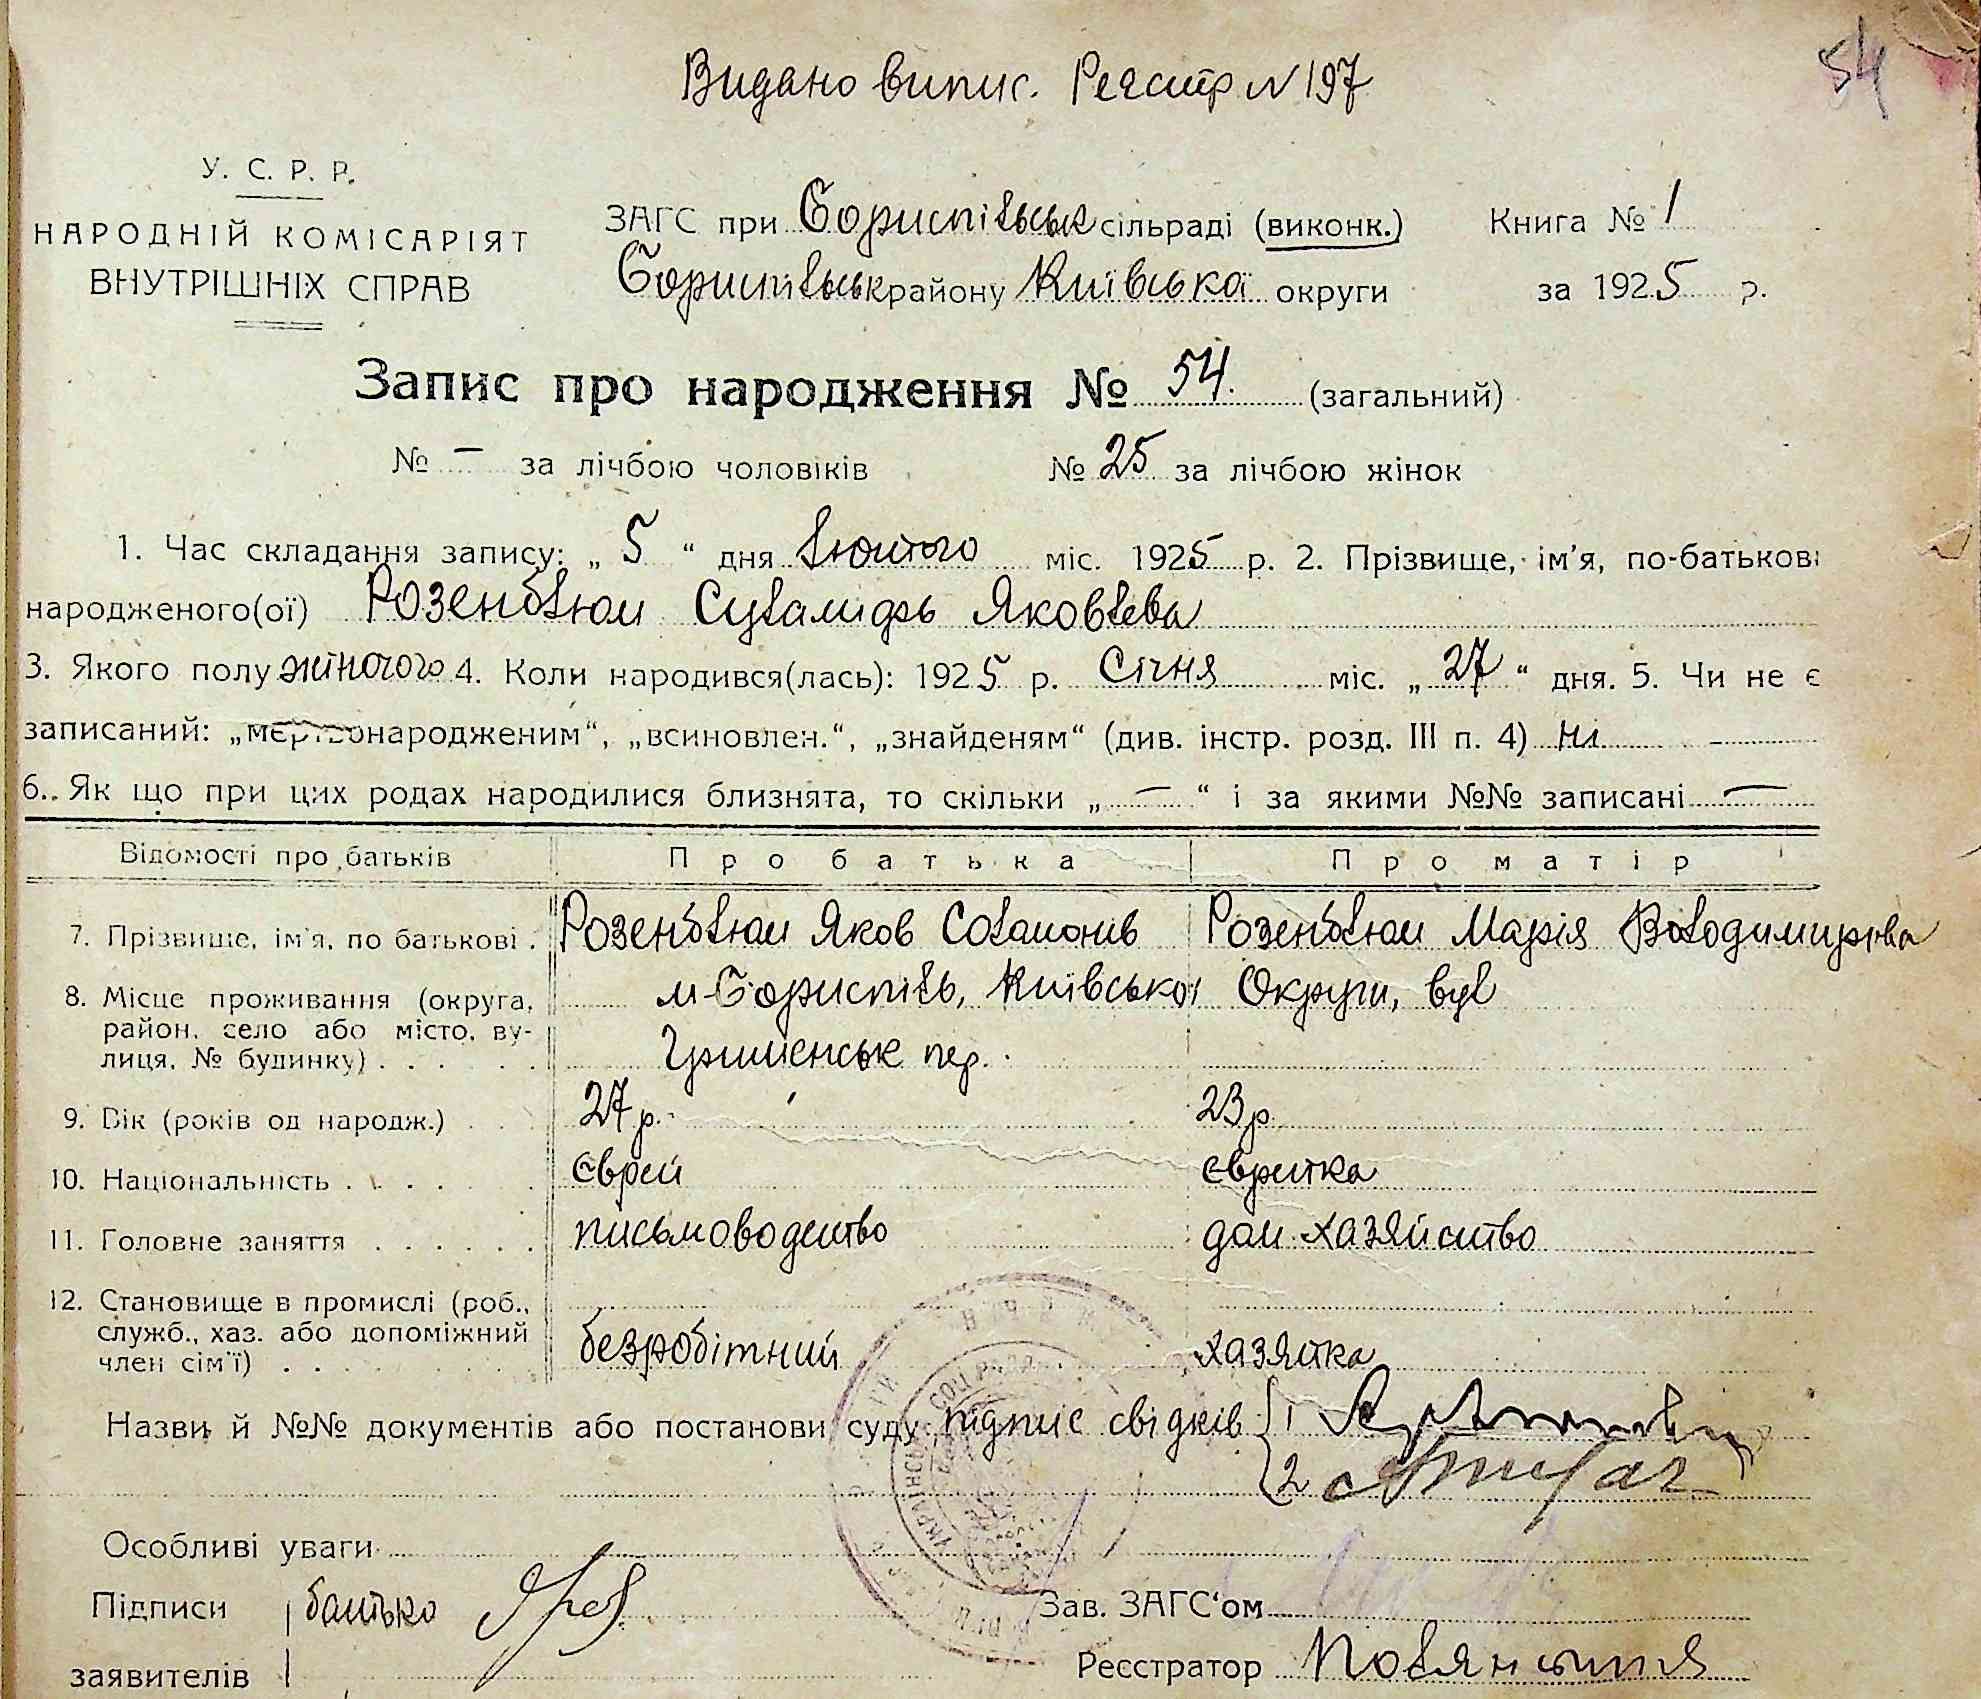 Видано випис. Реєстр N 197
54
У. С. Р. Р.
НАРОДНІЙ КОМІСАРІЯТ
ВНУТРІШНІХ СПРАВ
ЗАГС при Бориспільськ сільраді (виконк.)
Книга № 1
Бориспільськ району Київської округи
за 1925 р.
Запис про народження № 54. (загальний)
№ – за лічбою чоловіків № 25 за лічбою жінок
1. Час складання запису: „ 5 “ дня лютого міс. 1925 р. 2. Прізвище, ім'я, по-батькові
народженого(ої) Розенблюм Суламифь Яковлева
3. Якого полу жіночого 4. Коли народився(лась): 1925 р. Січня міс. „ 27 “ дня. 5. Чи не є
записаний: „мертвонародженим“, „всиновлен.“, „знайденям“ (див. інстр. розд. III п. 4) ні
6. Як що при цих родах народилися близнята, то скільки „ — “ і за якими №№ записані —
Відомості про батьків
Про батька
Про матір
7. Прізвище, ім'я, по батькові .
Розенблюм Яков Соломонів
Розенблюм Марія Володимирова
8. Місце проживання (округа,
район, село або місто, ву-
лиця, № будинку) . . .
м. Бориспіль, Київської Округи, вул
пер.
9. Вік (років од народж.)
27 р.
23 р.
10. Національність . . . . . .
Єврей
єврейка
11. Головне заняття . . . . . .
письмоводство
дом. хазяйство
12. Становище в промислі (роб.,
служб., хаз. або допоміжний
член сім'ї) . . . . .
безробітний
хазяйка
Назви й №№ документів або постанови суду підпис свідків { 1
2
Особливі уваги
Підписи
заявителів
батько
Зав. ЗАГС'ом
Реєстратор